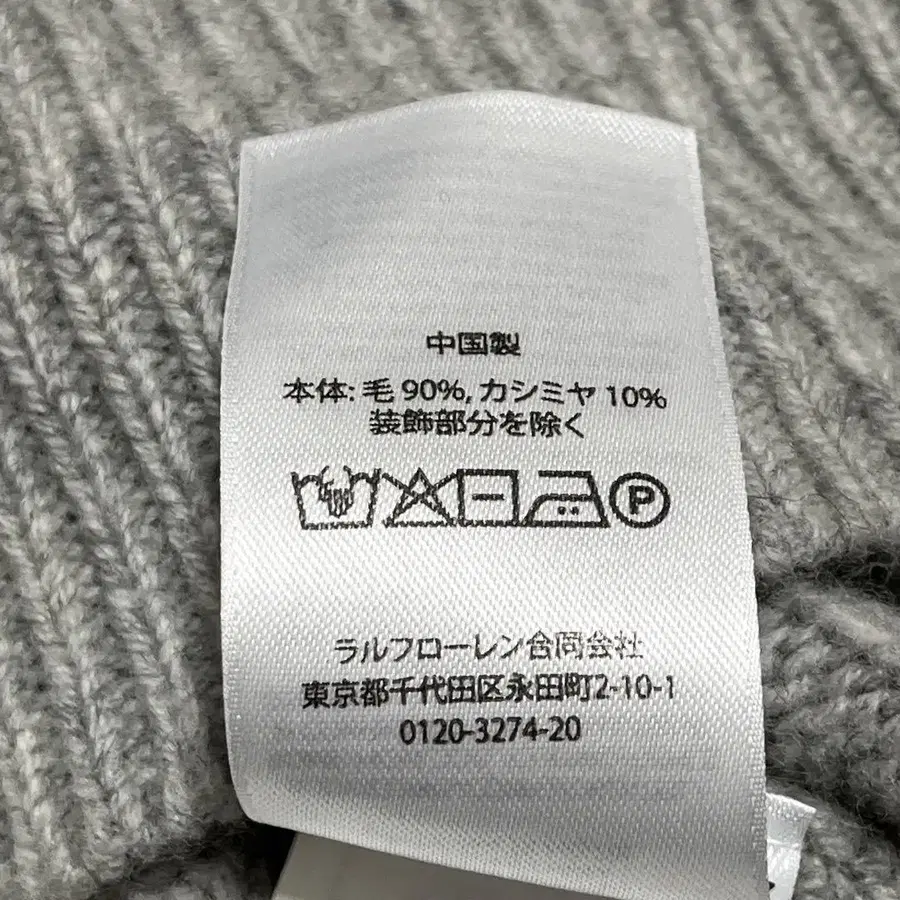 中国製
本体: 毛 90%, カシミヤ 10%
装飾部分を除く
P
ラルフローレン合同会社
東京都千代田区永田町2-10-1
0120-3274-20